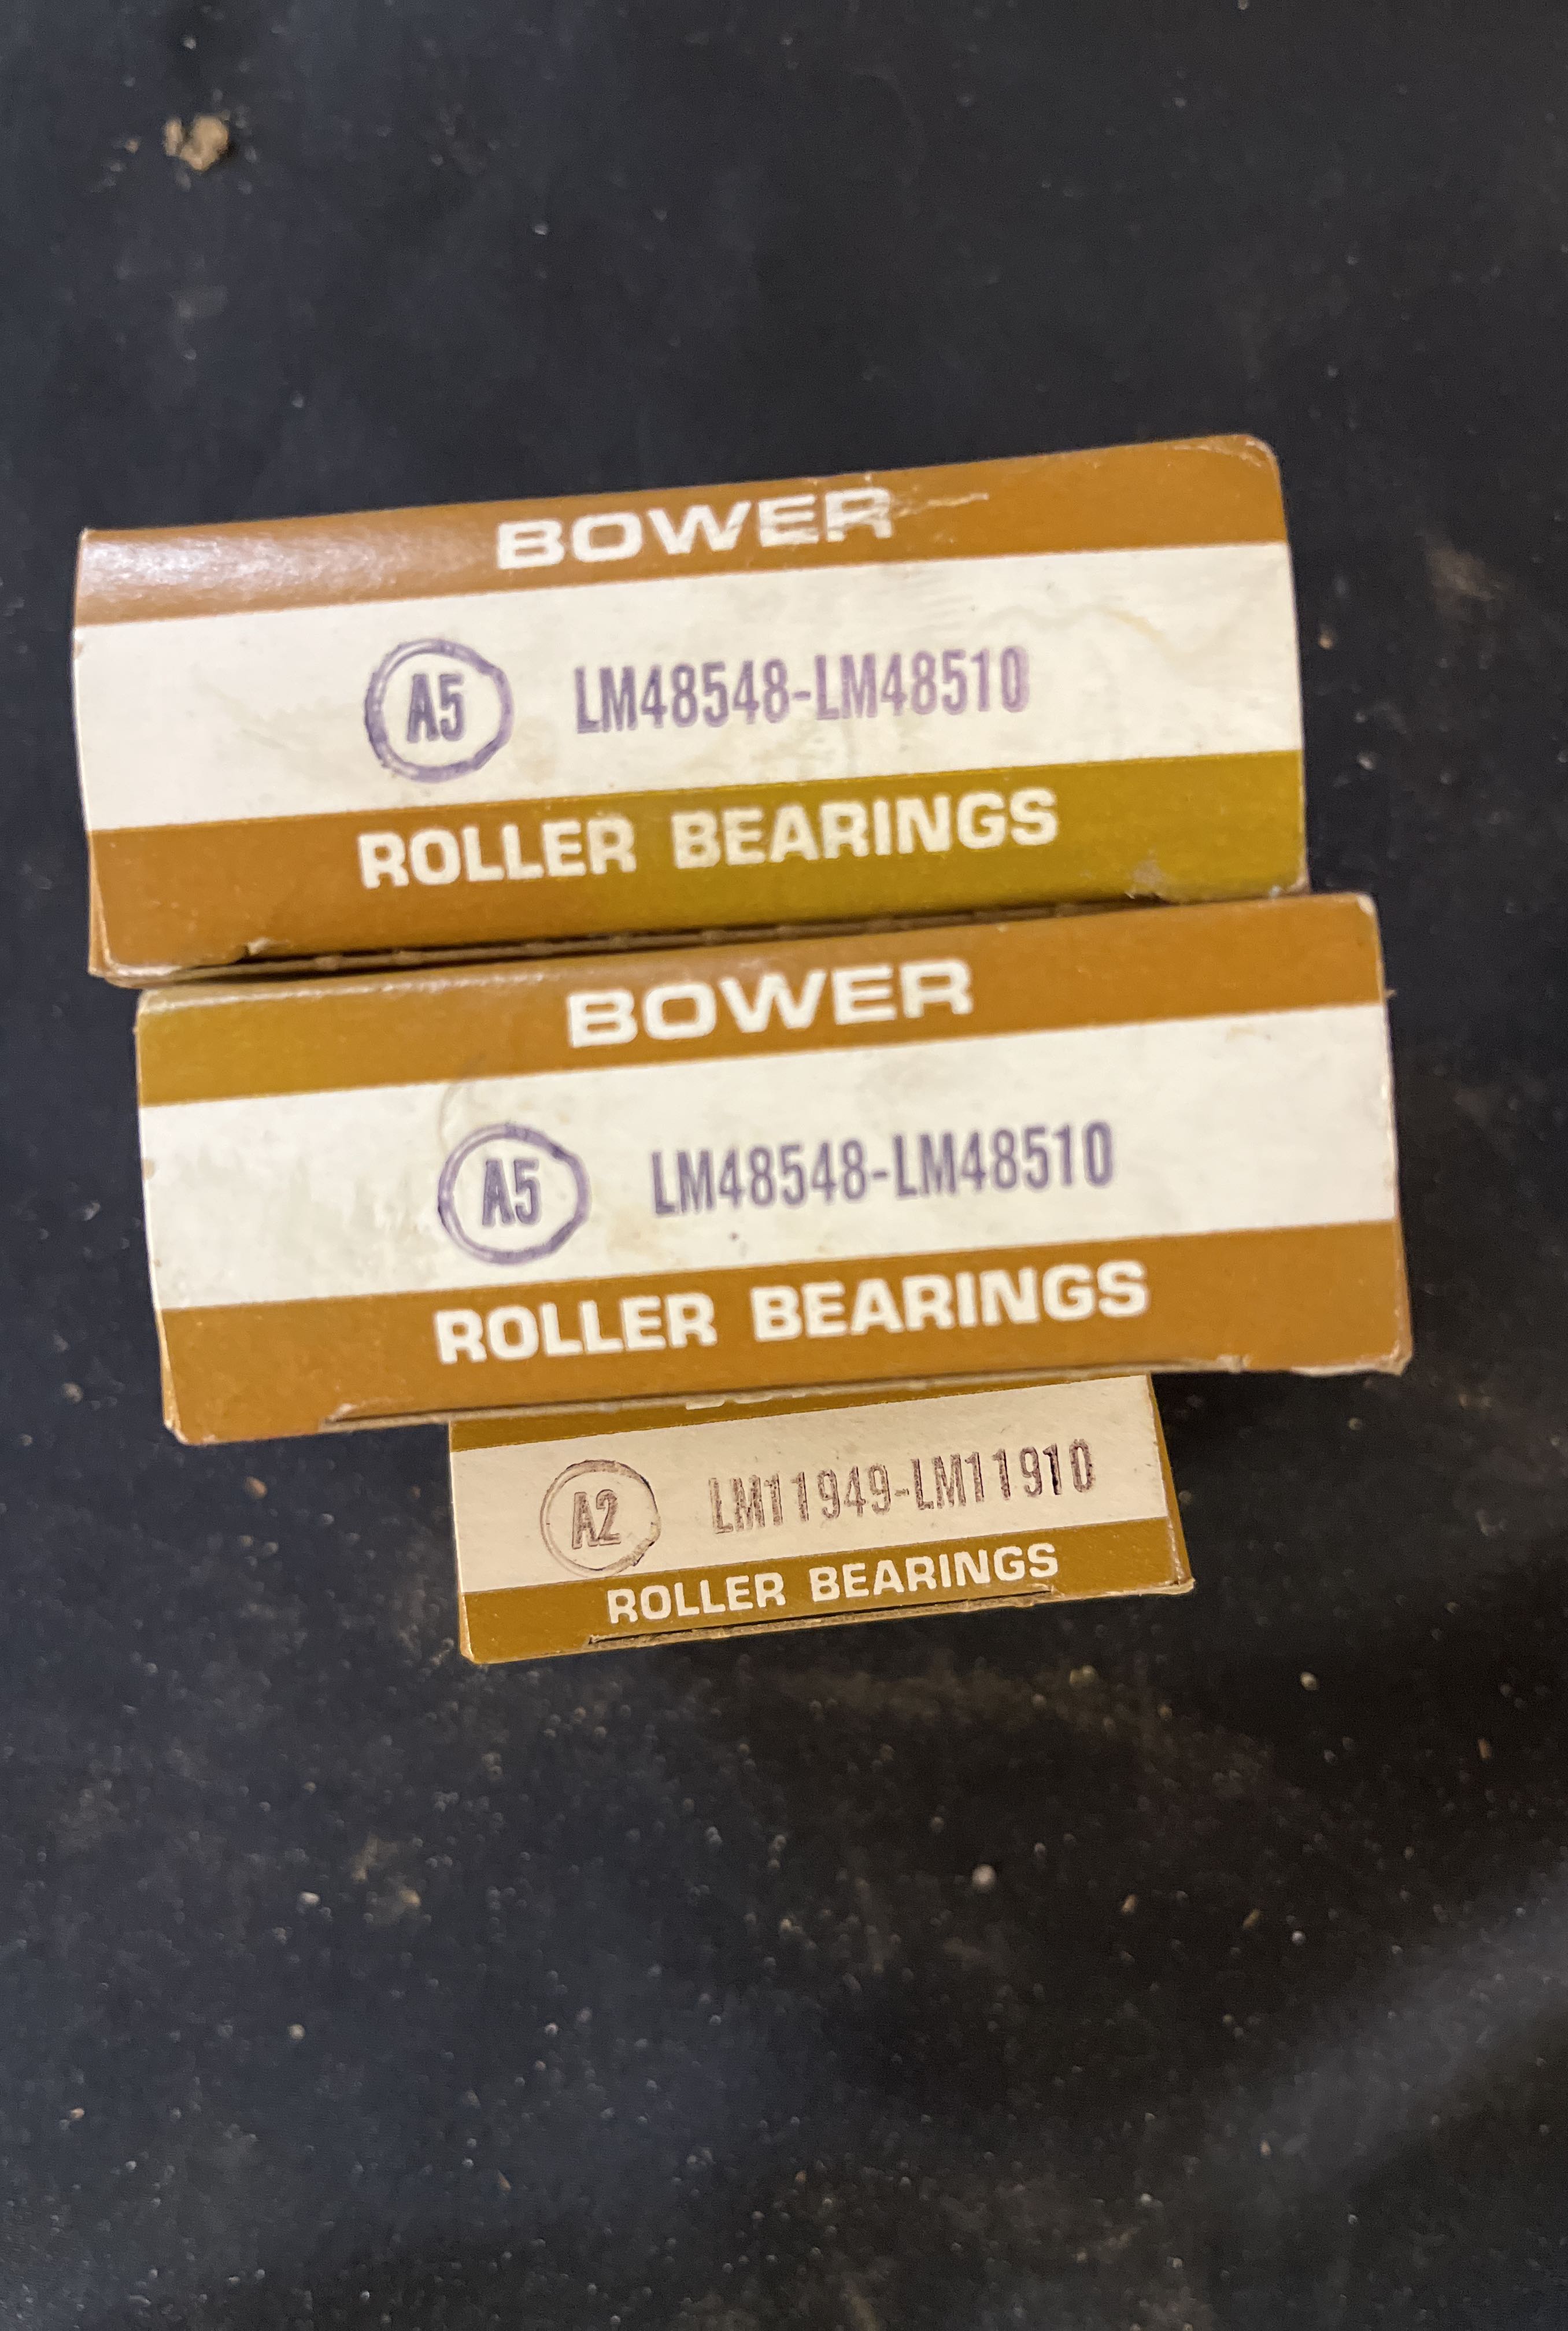 BOWER
A5 LM48548-LM48510
ROLLER BEARINGS
BOWER
A5 LM48548-LM48510
ROLLER BEARINGS
A2 LM11949-LM11910
ROLLER BEARINGS